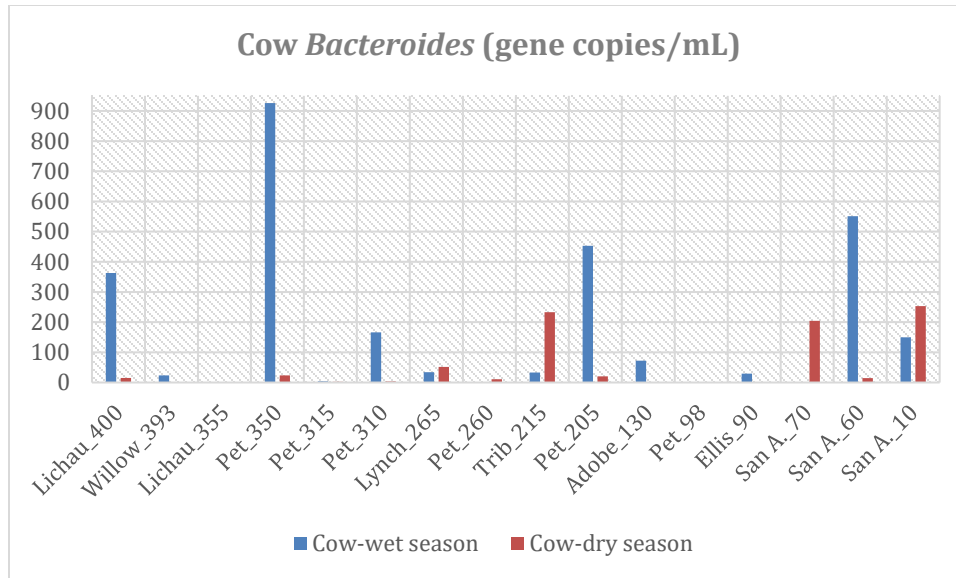 Cow Bacteroides (gene copies/mL)
900
800
700
600
500
400
300
200
100
0
Lichau_400
Willow_393
Lichau_355
Pet_350
Pet_315
Pet_310
Lynch_265
Pet_260
Trib_215
Pet_205
Adobe_130
Pet_98
Ellis_90
San A._70
San A._60
San A._10
Cow-wet season Cow-dry season